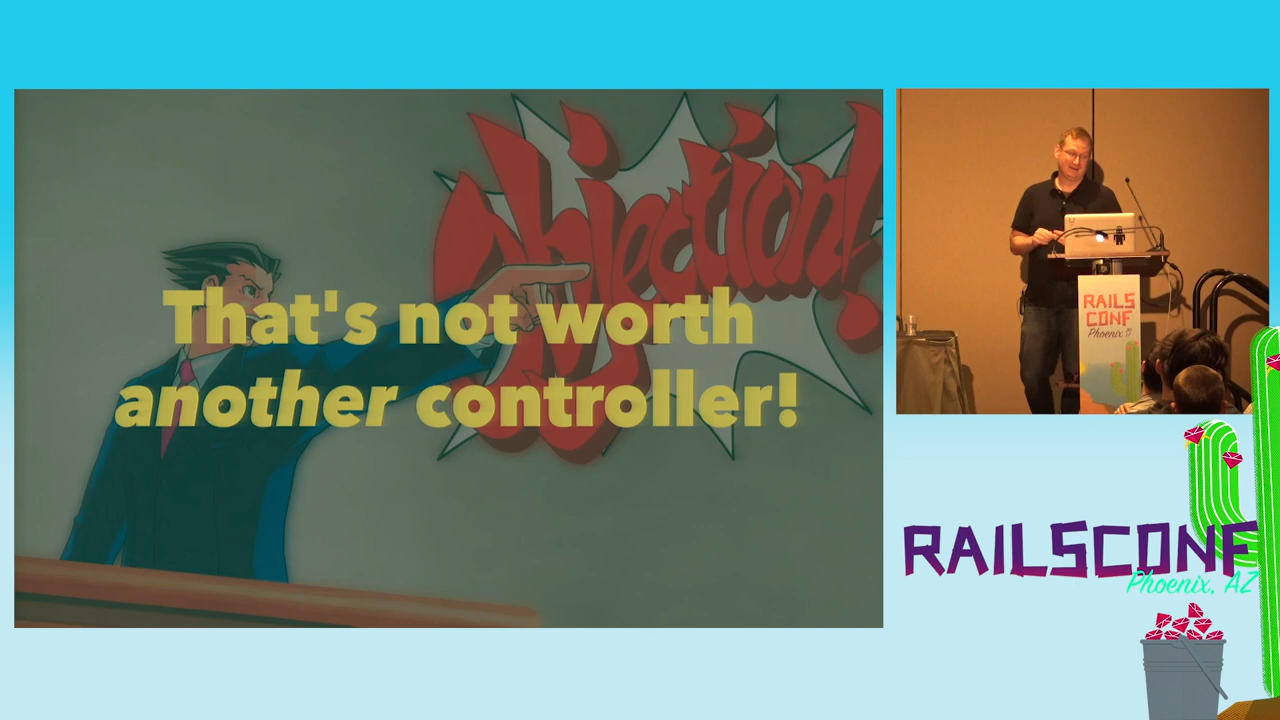 Objection!
That's not worth
another controller!
RAILS
CONF
Phoenix
RAILSCONF
Phoenix, AZ